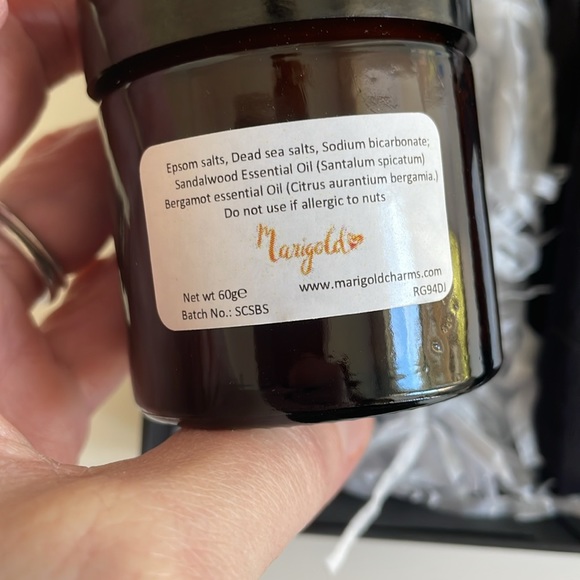 Epsom salts, Dead sea salts, Sodium bicarbonate;
Sandalwood Essential Oil (Santalum spicatum)
Bergamot essential Oil (Citrus aurantium bergamia.)
Do not use if allergic to nuts
Marigold
www.marigoldcharms.com
Net wt 60g℮
RG94DJ
Batch No.: SCSBS